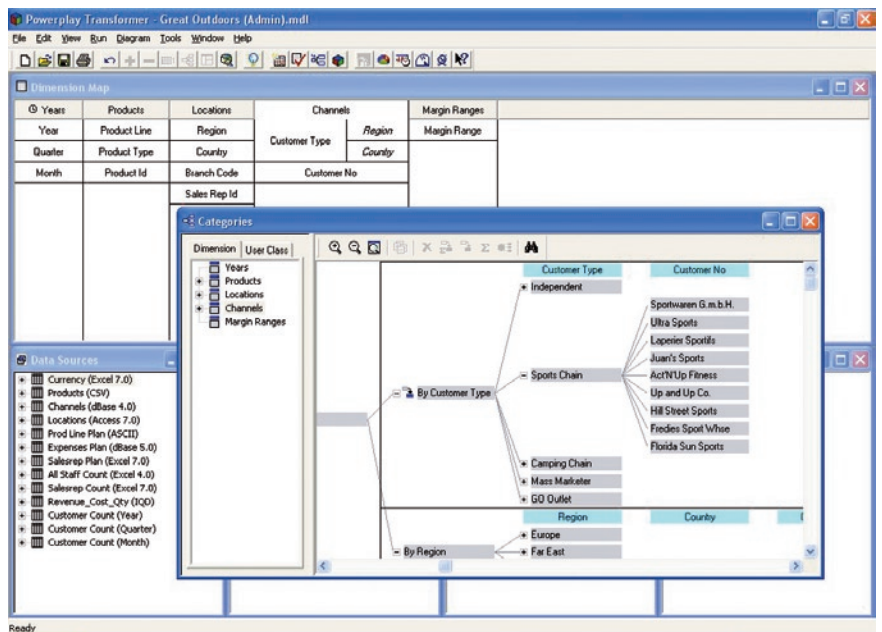 Powerplay Transformer - Great Outdoors (Admin).mdl
File Edit View Run Diagram Tools Window Help
Dimension Map
Years Products Locations Channels Margin Ranges
Year Product Line Region Customer Type Region Margin Range
Quarter Product Type Country Country
Month Product Id Branch Code Customer No
Sales Rep Id
Categories
Dimension User Class
Years
Products
Locations
Channels
Margin Ranges
Customer Type Customer No
Independent
Sportwaren G.m.b.H.
Ultra Sports
Laperier Sportifs
Juan's Sports
Sports Chain
Act'N'Up Fitness
By Customer Type
Up and Up Co.
Hill Street Sports
Fredies Sport Whse
Florida Sun Sports
Camping Chain
Mass Marketer
GO Outlet
Region Country
Europe
By Region
Far East
Data Sources
Currency (Excel 7.0)
Products (CSV)
Channels (dBase 4.0)
Locations (Access 7.0)
Prod Line Plan (ASCII)
Expenses Plan (dBase 5.0)
Salesrep Plan (Excel 7.0)
All Staff Count (Excel 4.0)
Salesrep Count (Excel 7.0)
Revenue_Cost_Qty (IQD)
Customer Count (Year)
Customer Count (Quarter)
Customer Count (Month)
Ready